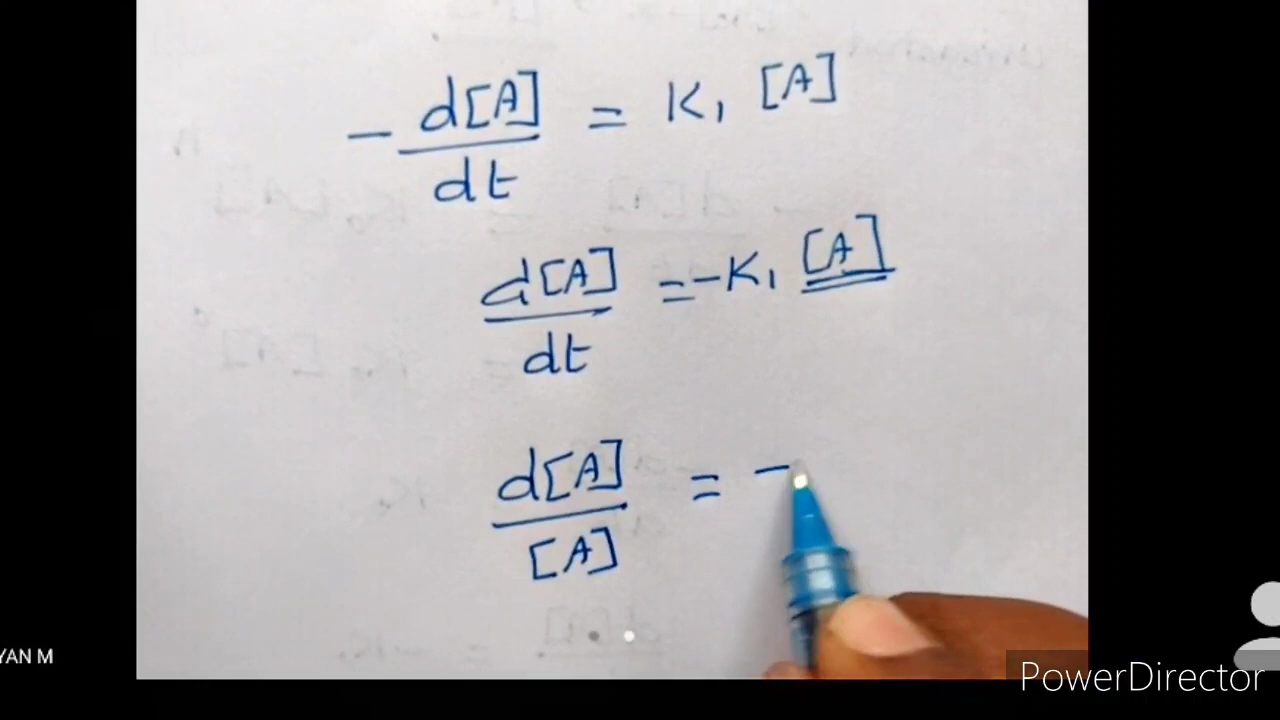 - d[A] / dt = K₁ [A]
d[A] / dt = -K₁ [A]
d[A] / [A] = -
YAN M
PowerDirector